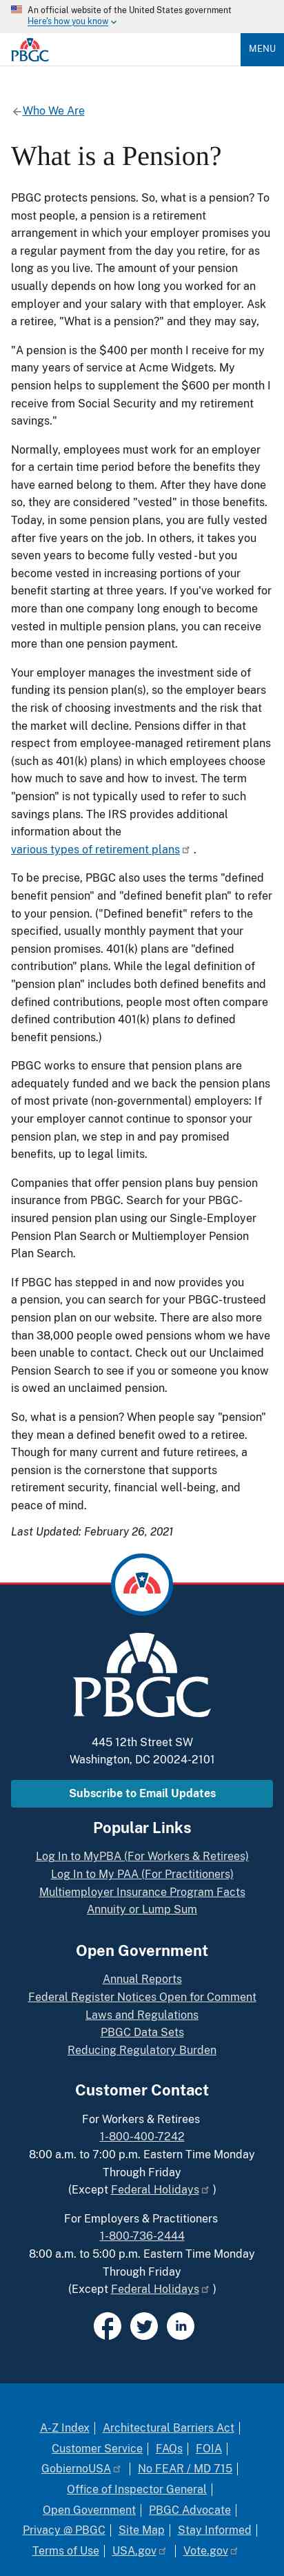 An official website of the United States government
Here's how you know
PBGC
MENU
Who We Are
What is a Pension?
PBGC protects pensions. So, what is a pension? To
most people, a pension is a retirement
arrangement in which your employer promises you
a regular payment from the day you retire, for as
long as you live. The amount of your pension
usually depends on how long you worked for an
employer and your salary with that employer. Ask
a retiree, "What is a pension?" and they may say,
"A pension is the $400 per month I receive for my
many years of service at Acme Widgets. My
pension helps to supplement the $600 per month I
receive from Social Security and my retirement
savings."
Normally, employees must work for an employer
for a certain time period before the benefits they
have earned belong to them. After they have done
so, they are considered "vested" in those benefits.
Today, in some pension plans, you are fully vested
after five years on the job. In others, it takes you
seven years to become fully vested - but you
become vested in increasing portions of your
benefit starting at three years. If you've worked for
more than one company long enough to become
vested in multiple pension plans, you can receive
more than one pension payment.
Your employer manages the investment side of
funding its pension plan(s), so they bear the risks
that the market will decline. Pensions differ in that
respect from employee-managed retirement plans
(such as 401(k) plans) in which employees choose
how much to save and how to invest. The term
"pension" is not typically used to refer to such
savings plans. The IRS provides additional
information about the
various types of retirement plans .
To be precise, PBGC also uses the terms "defined
benefit pension" and "defined benefit plan" to refer
to your pension. ("Defined benefit" refers to the
specified, usually monthly payment that your
pension promises. 401(k) plans are "defined
contribution" plans. While the legal definition of
"pension plan" includes both defined benefits and
defined contributions, people most often compare
defined contribution 401(k) plans to defined
benefit pensions.)
PBGC works to ensure that pension plans are
adequately funded and we back the pension plans
of most private (non-governmental) employers: If
your employer cannot continue to sponsor your
pension, we step in and pay promised
benefits, up to legal limits.
Companies that offer pension plans buy pension
insurance from PBGC. Search for your PBGC-
insured pension plan using our Single-Employer
Pension Plan Search or Multiemployer Pension
Plan Search.
If PBGC has stepped in and now provides you
a pension, you can search for your PBGC-trusteed
pension plan on our website. There are also more
than 38,000 people owed pensions whom we have
been unable to contact. Check out our Unclaimed
Pension Search to see if you or someone you know
is owed an unclaimed pension.
So, what is a pension? When people say "pension"
they mean a defined benefit owed to a retiree.
Though for many current and future retirees, a
pension is the cornerstone that supports
retirement security, financial well-being, and
peace of mind.
Last Updated: February 26, 2021
PBGC
445 12th Street SW
Washington, DC 20024-2101
Subscribe to Email Updates
Popular Links
Log In to MyPBA (For Workers & Retirees)
Log In to My PAA (For Practitioners)
Multiemployer Insurance Program Facts
Annuity or Lump Sum
Open Government
Annual Reports
Federal Register Notices Open for Comment
Laws and Regulations
PBGC Data Sets
Reducing Regulatory Burden
Customer Contact
For Workers & Retirees
1-800-400-7242
8:00 a.m. to 7:00 p.m. Eastern Time Monday
Through Friday
(Except Federal Holidays )
For Employers & Practitioners
1-800-736-2444
8:00 a.m. to 5:00 p.m. Eastern Time Monday
Through Friday
(Except Federal Holidays )
in
A-Z Index | Architectural Barriers Act |
Customer Service | FAQs | FOIA |
GobiernoUSA | No FEAR / MD 715 |
Office of Inspector General |
Open Government | PBGC Advocate |
Privacy @ PBGC | Site Map | Stay Informed |
Terms of Use | USA.gov | Vote.gov